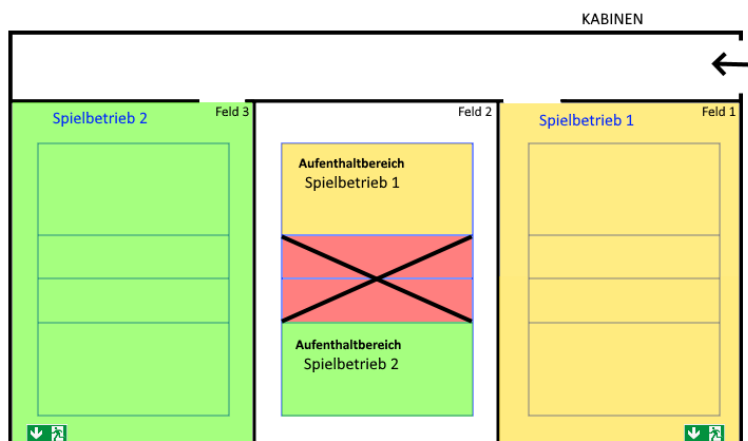 KABINEN
Spielbetrieb 2
Feld 3
Feld 2
Spielbetrieb 1
Feld 1
Aufenthaltbereich
Spielbetrieb 1
Aufenthaltbereich
Spielbetrieb 2